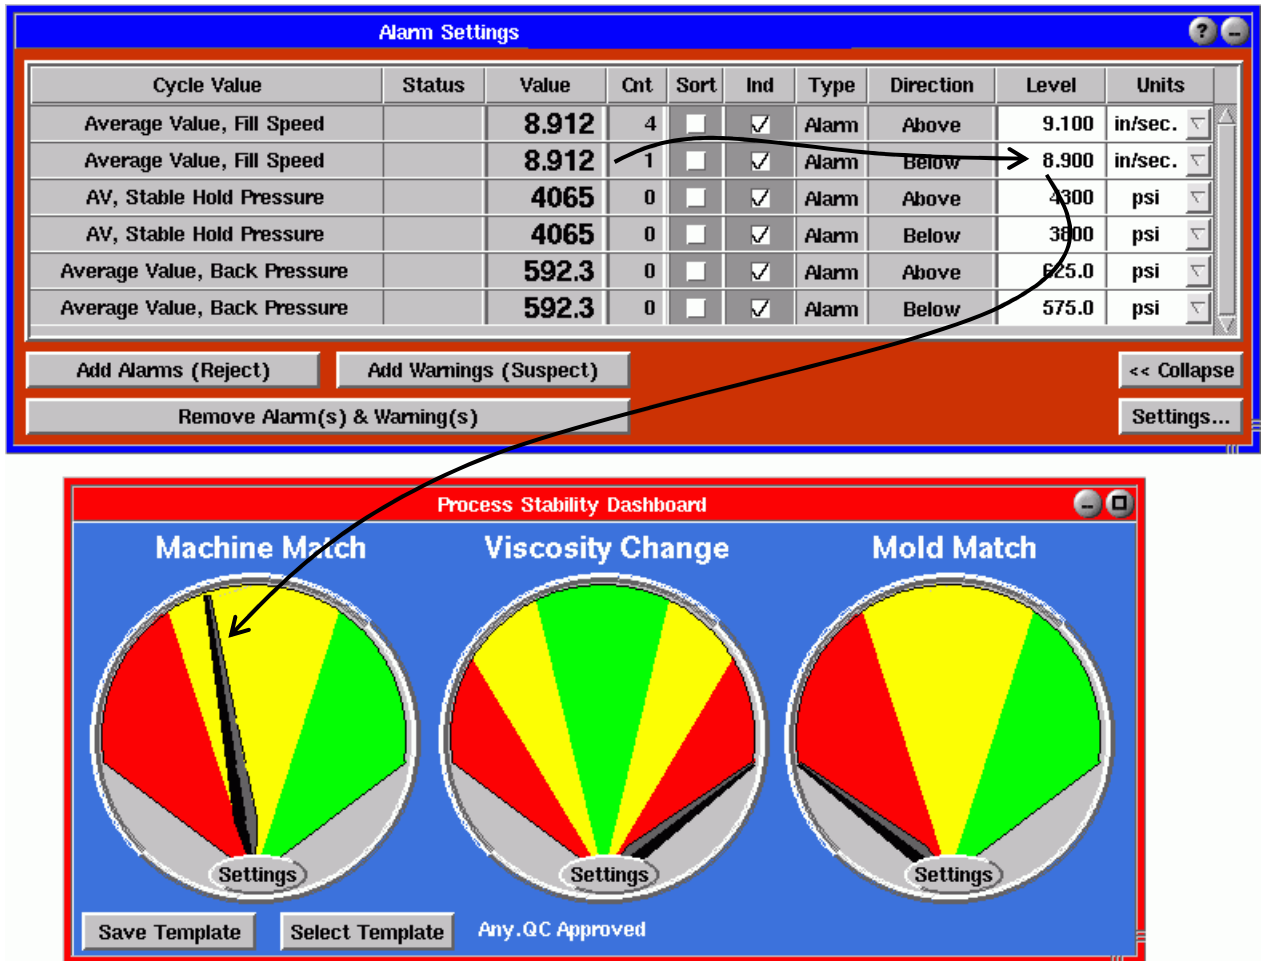 Alarm Settings ?
Cycle Value Status Value Cnt Sort Ind Type Direction Level Units
Average Value, Fill Speed 8.912 4 Alarm Above 9.100 in/sec.
Average Value, Fill Speed 8.912 1 Alarm Below 8.900 in/sec.
AV, Stable Hold Pressure 4065 0 Alarm Above 4300 psi
AV, Stable Hold Pressure 4065 0 Alarm Below 3800 psi
Average Value, Back Pressure 592.3 0 Alarm Above 625.0 psi
Average Value, Back Pressure 592.3 0 Alarm Below 575.0 psi
Add Alarms (Reject) Add Warnings (Suspect) << Collapse
Remove Alarm(s) & Warning(s) Settings...
Process Stability Dashboard
Machine Match Viscosity Change Mold Match
Settings Settings Settings
Save Template Select Template Any.QC Approved